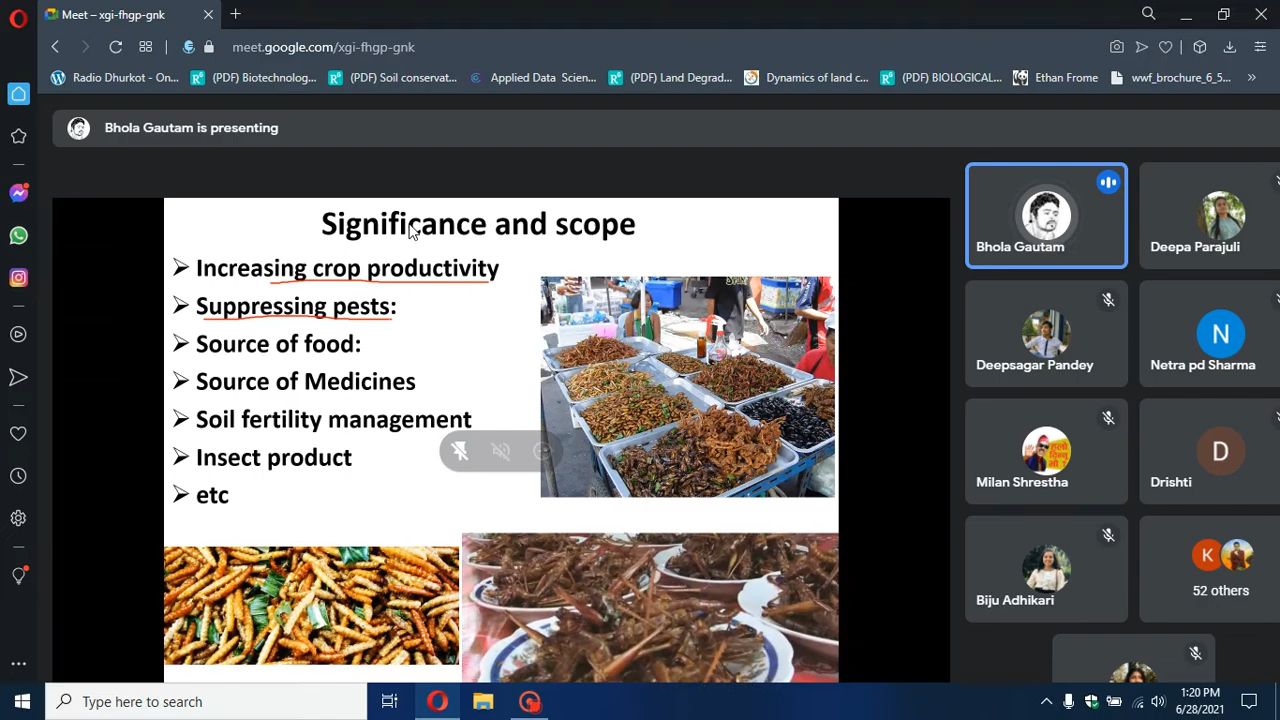 Meet – xgi-fhgp-gnk
meet.google.com/xgi-fhgp-gnk
Radio Dhurkot - On...
(PDF) Biotechnolog...
(PDF) Soil conservat...
Applied Data Scien...
(PDF) Land Degrad...
Dynamics of land c...
(PDF) BIOLOGICAL...
Ethan Frome
wwf_brochure_6_5...
Bhola Gautam is presenting
Significance and scope
Increasing crop productivity
Suppressing pests:
Source of food:
Source of Medicines
Soil fertility management
Insect product
etc
Bhola Gautam
Deepa Parajuli
Deepsagar Pandey
N
Netra pd Sharma
Milan Shrestha
D
Drishti
Biju Adhikari
K
52 others
Type here to search
1:20 PM
6/28/2021